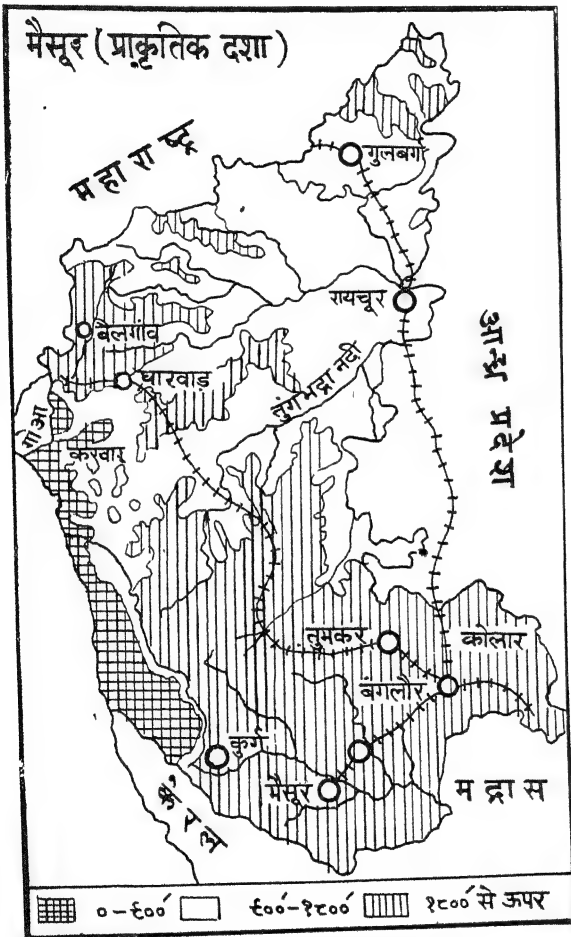 मैसूर (प्राकृतिक दशा)
महाराष्ट्र
गुलबर्ग
रायचूर
बैलगांव
धारवाड़
तुंगभद्रा नदी
आन्ध्र प्रदेश
गोआ
करवार
तुमकर
कोलार
बंगलौर
कुर्ग
मैसूर
मद्रास
केरल
०-६००′ ६००′-१८००′ १८००′ से ऊपर